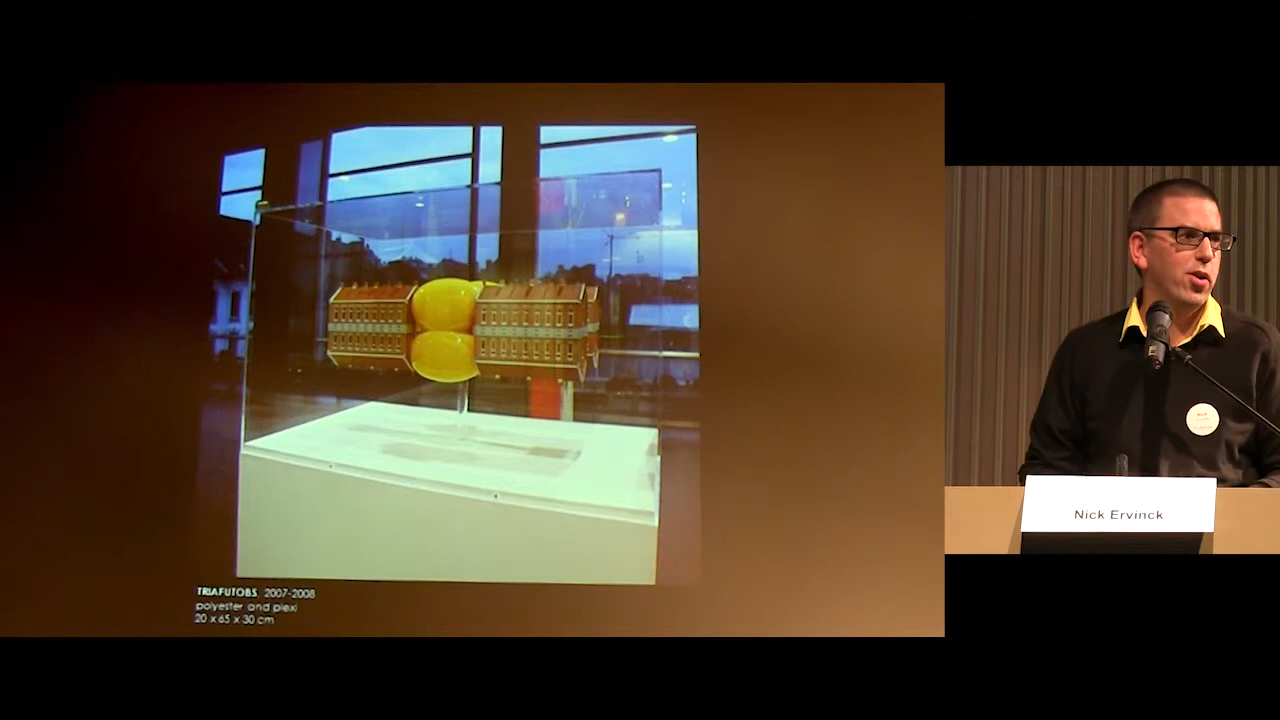 TRIAFUTOBS, 2007-2008
polyester and plexi
20 x 65 x 30 cm
Nick Ervinck